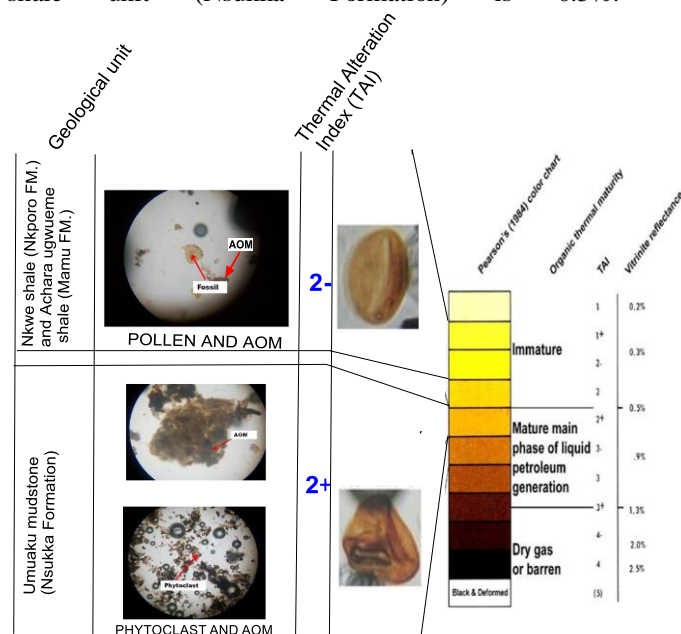 shale unit (Nsukka Formation) is 0.5%.
Geological unit
Thermal Alteration
Index (TAI)
Pearson's (1984) color chart
Organic thermal maturity
TAI
Vitrinite reflectance
Nkwe shale (Nkporo FM.)
and Achara ugwueme
shale (Mamu FM.)
AOM
Fossil
POLLEN AND AOM
2-
Umuaku mudstone
(Nsukka Formation)
AOM
Phytoclast
PHYTOCLAST AND AOM
2+
Immature
Mature main
phase of liquid
petroleum
generation
Dry gas
or barren
Black & Deformed
1
1+
2-
2
2+
3-
3
3+
4-
4
(5)
0.2%
0.3%
0.5%
.9%
1.3%
2.0%
2.5%